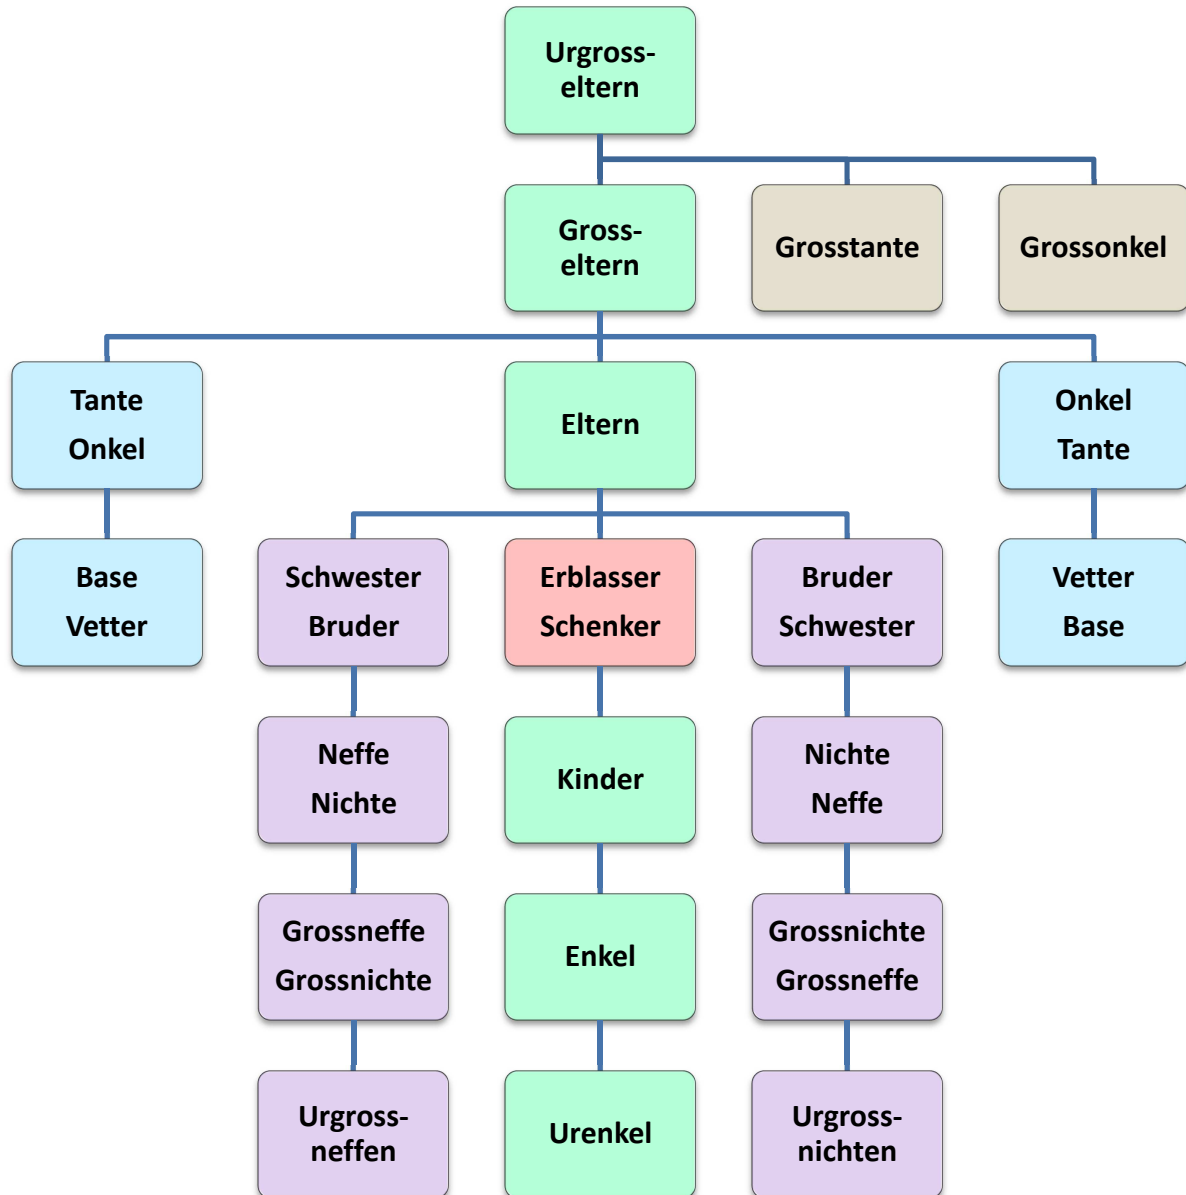 Urgross-
eltern
Gross-
eltern
Grosstante
Grossonkel
Tante
Onkel
Eltern
Onkel
Tante
Base
Vetter
Schwester
Bruder
Erblasser
Schenker
Bruder
Schwester
Vetter
Base
Neffe
Nichte
Kinder
Nichte
Neffe
Grossneffe
Grossnichte
Enkel
Grossnichte
Grossneffe
Urgross-
neffen
Urenkel
Urgross-
nichten